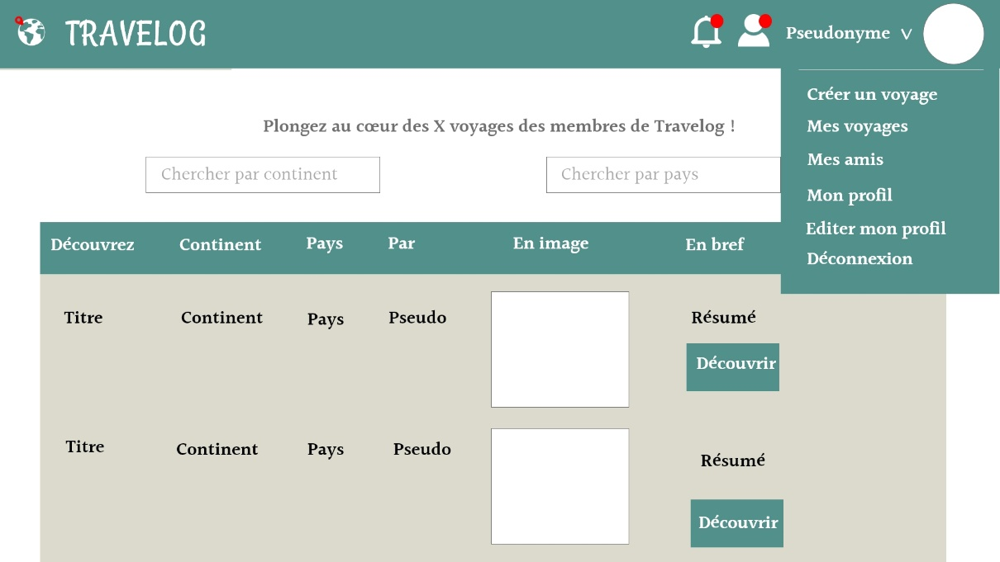 TRAVELOG
Pseudonyme V
Créer un voyage
Mes voyages
Mes amis
Mon profil
Editer mon profil
Déconnexion
Plongez au cœur des X voyages des membres de Travelog !
Chercher par continent
Chercher par pays
Découvrez Continent Pays Par En image En bref
Titre Continent Pays Pseudo Résumé
Découvrir
Titre Continent Pays Pseudo Résumé
Découvrir